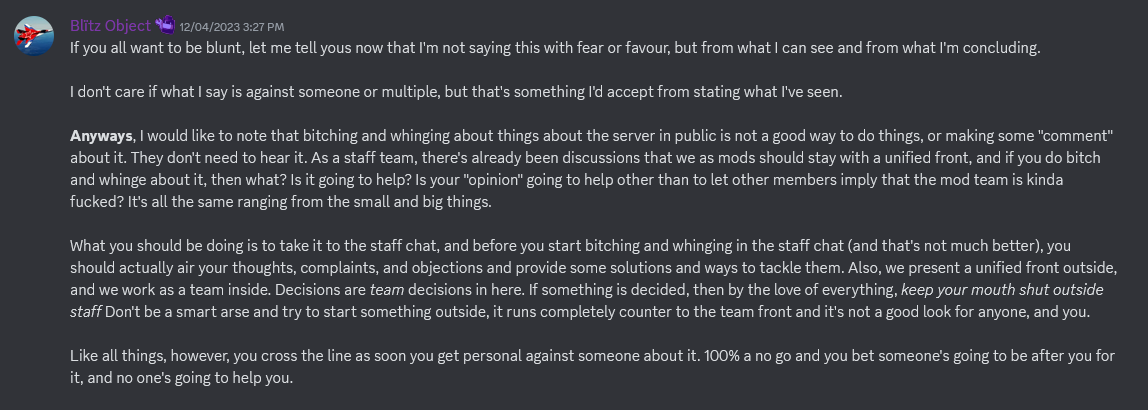 Blïtz Object 12/04/2023 3:27 PM
If you all want to be blunt, let me tell yous now that I'm not saying this with fear or favour, but from what I can see and from what I'm concluding.
I don't care if what I say is against someone or multiple, but that's something I'd accept from stating what I've seen.
Anyways, I would like to note that bitching and whinging about things about the server in public is not a good way to do things, or making some "comment"
about it. They don't need to hear it. As a staff team, there's already been discussions that we as mods should stay with a unified front, and if you do bitch
and whinge about it, then what? Is it going to help? Is your "opinion" going to help other than to let other members imply that the mod team is kinda
fucked? It's all the same ranging from the small and big things.
What you should be doing is to take it to the staff chat, and before you start bitching and whinging in the staff chat (and that's not much better), you
should actually air your thoughts, complaints, and objections and provide some solutions and ways to tackle them. Also, we present a unified front outside,
and we work as a team inside. Decisions are team decisions in here. If something is decided, then by the love of everything, keep your mouth shut outside
staff Don't be a smart arse and try to start something outside, it runs completely counter to the team front and it's not a good look for anyone, and you.
Like all things, however, you cross the line as soon you get personal against someone about it. 100% a no go and you bet someone's going to be after you for
it, and no one's going to help you.